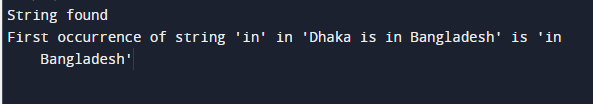 String found
First occurrence of string 'in' in 'Dhaka is in Bangladesh' is 'in
Bangladesh'